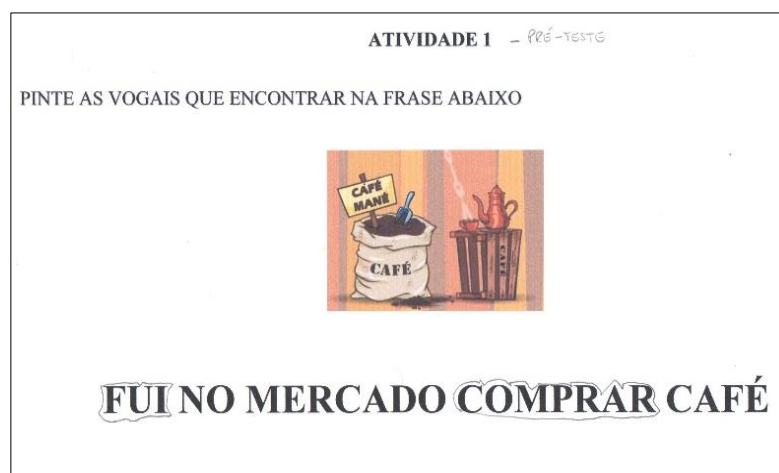 ATIVIDADE 1 - PRÉ-TESTE
PINTE AS VOGAIS QUE ENCONTRAR NA FRASE ABAIXO
CAFÉ
MANÉ
CAFÉ
CAFÉ
FUI NO MERCADO COMPRAR CAFÉ